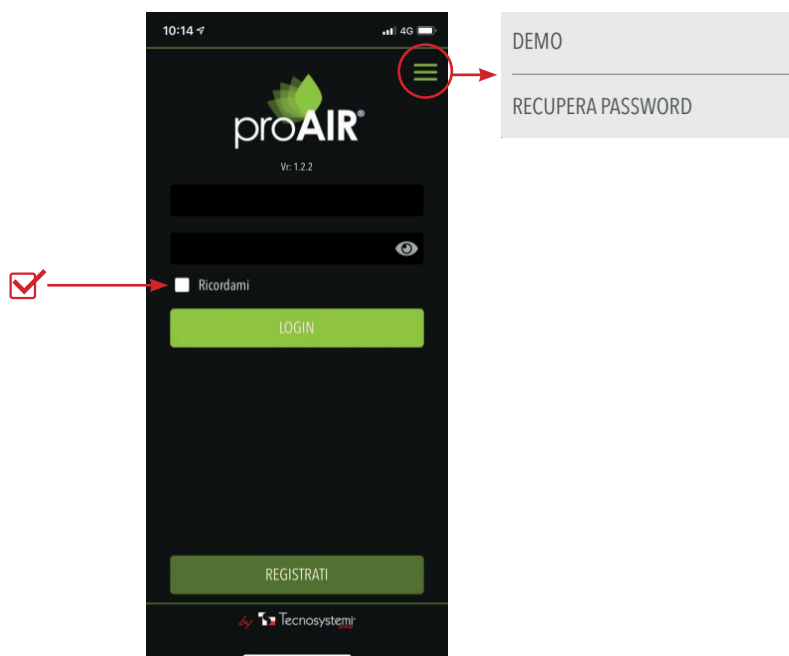 10:14
4G
proAIR®
Vr: 1.2.2
Ricordami
LOGIN
REGISTRATI
by Tecnosystemi
DEMO
RECUPERA PASSWORD